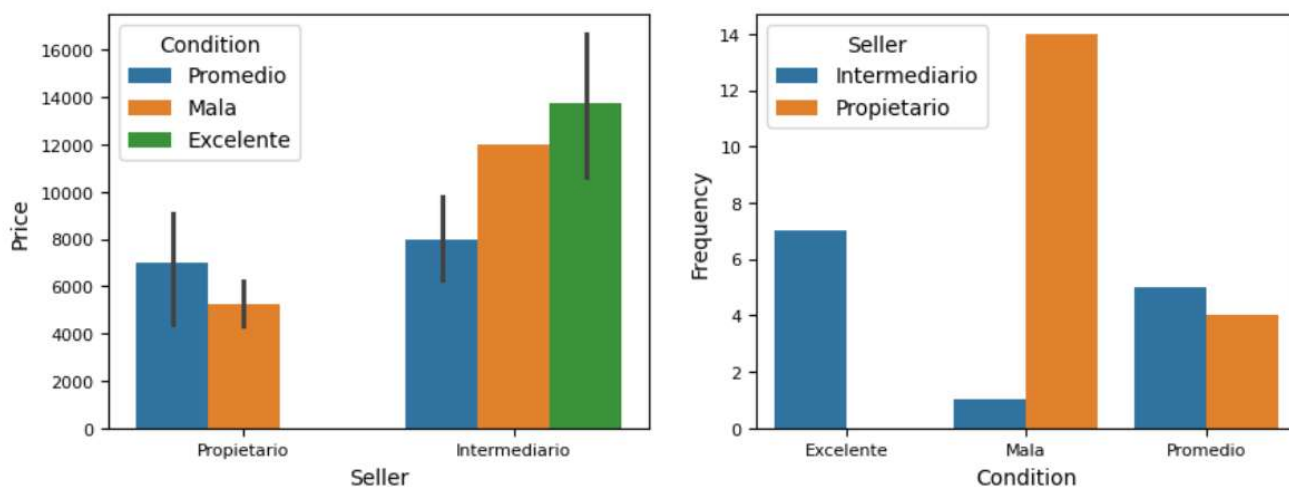 Condition
Promedio
Mala
Excelente
16000
14000
12000
10000
8000
6000
4000
2000
0
Price
Propietario Intermediario
Seller
Seller
Intermediario
Propietario
14
12
10
8
6
4
2
0
Frequency
Excelente Mala Promedio
Condition